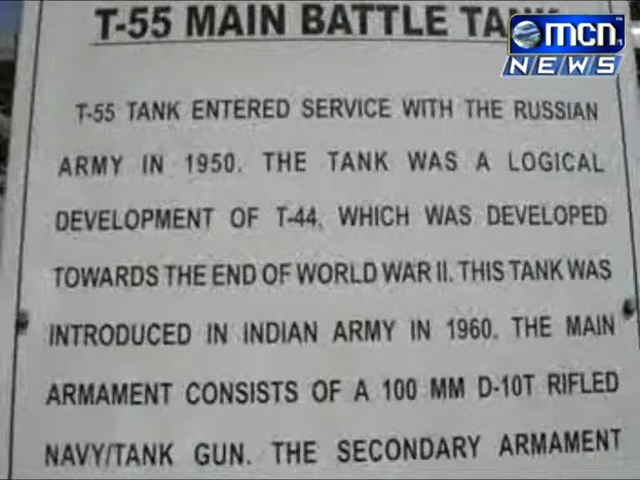 T-55 MAIN BATTLE TANK
mcn
NEWS
T-55 TANK ENTERED SERVICE WITH THE RUSSIAN
ARMY IN 1950. THE TANK WAS A LOGICAL
DEVELOPMENT OF T-44, WHICH WAS DEVELOPED
TOWARDS THE END OF WORLD WAR II. THIS TANK WAS
INTRODUCED IN INDIAN ARMY IN 1960. THE MAIN
ARMAMENT CONSISTS OF A 100 MM D-10T RIFLED
NAVY/TANK GUN. THE SECONDARY ARMAMENT